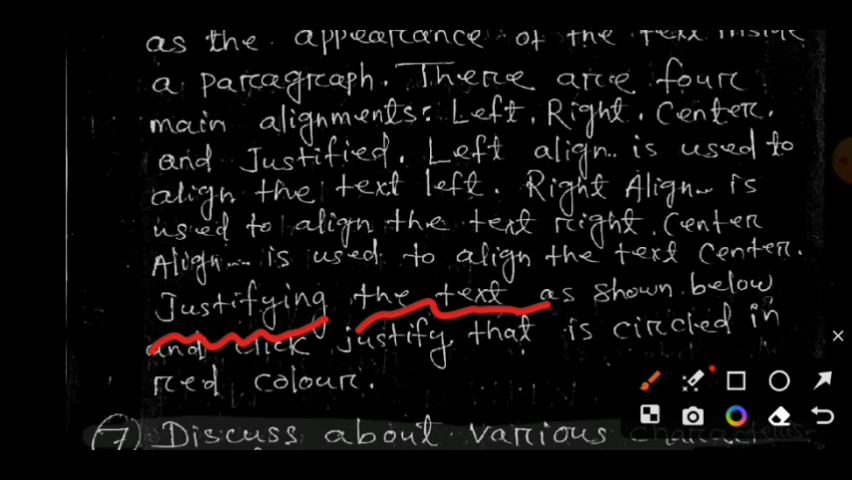 as the appearance of the text inside
a paragraph. There are four
main alignments: Left, Right, Center,
and Justified. Left align.. is used to
align the text left. Right Align... is
used to align the text right. Center
Align.... is used to align the text Center.
Justifying the text as shown below
and click justify, that is circled in
red colour.
7) Discuss about various